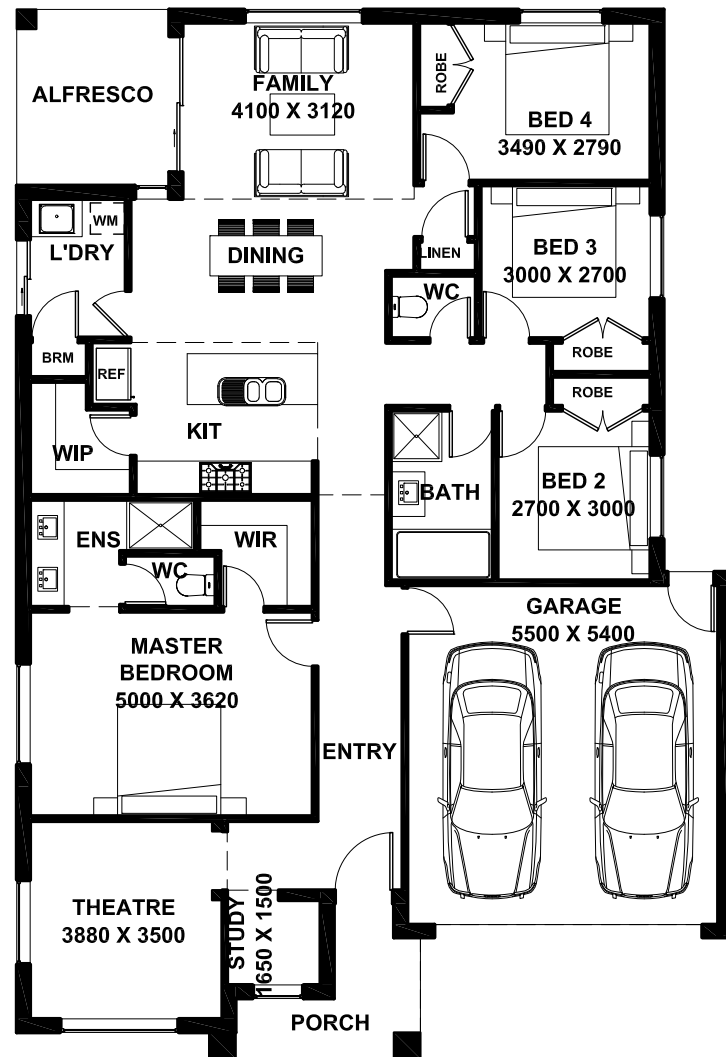 ALFRESCO
FAMILY
4100 X 3120
ROBE
BED 4
3490 X 2790
WM
L'DRY
DINING
LINEN
BED 3
3000 X 2700
WC
BRM
REF
ROBE
ROBE
KIT
WIP
BATH
BED 2
2700 X 3000
ENS
WIR
WC
GARAGE
5500 X 5400
MASTER
BEDROOM
5000 X 3620
ENTRY
THEATRE
3880 X 3500
STUDY
1650 X 1500
PORCH